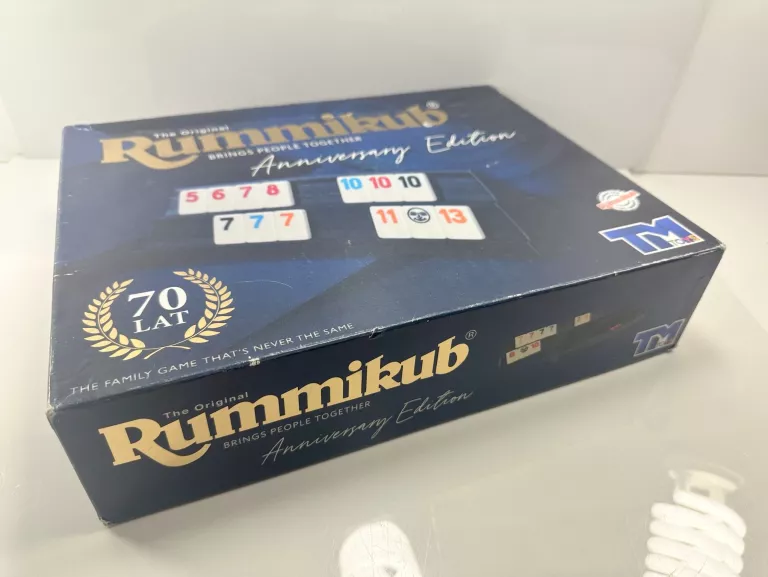 The Original
Rummikub®
BRINGS PEOPLE TOGETHER
Anniversary Edition
5 6 7 8
10 10 10
7 7 7
11 13
TM
TOYS
70
LAT
THE FAMILY GAME THAT'S NEVER THE SAME
The Original
Rummikub®
BRINGS PEOPLE TOGETHER
Anniversary Edition
TM